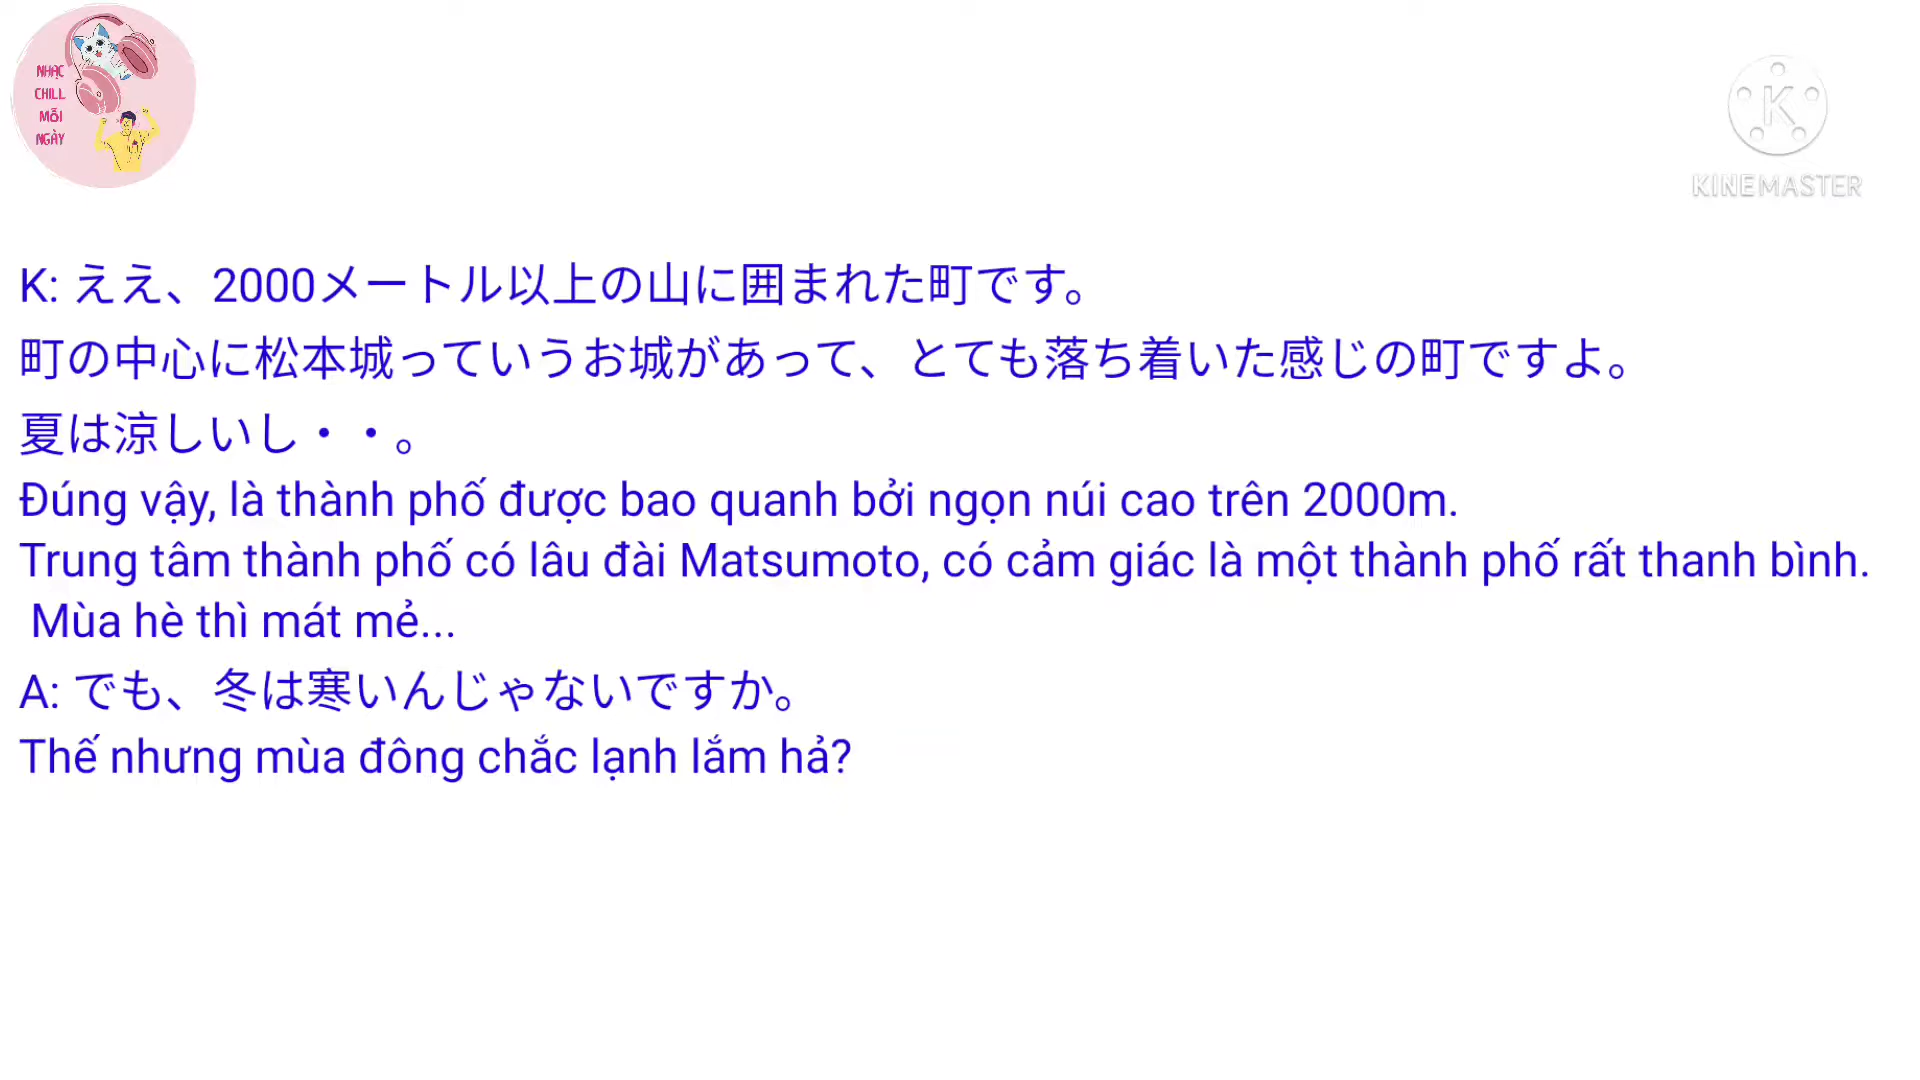 NHẠC
CHILL
MỖI
NGÀY
K
KINEMASTER
K: ええ、2000メートル以上の山に囲まれた町です。
町の中心に松本城っていうお城があって、とても落ち着いた感じの町ですよ。
夏は涼しいし・・。
Đúng vậy, là thành phố được bao quanh bởi ngọn núi cao trên 2000m.
Trung tâm thành phố có lâu đài Matsumoto, có cảm giác là một thành phố rất thanh bình.
Mùa hè thì mát mẻ...
A: でも、冬は寒いんじゃないですか。
Thế nhưng mùa đông chắc lạnh lắm hả?